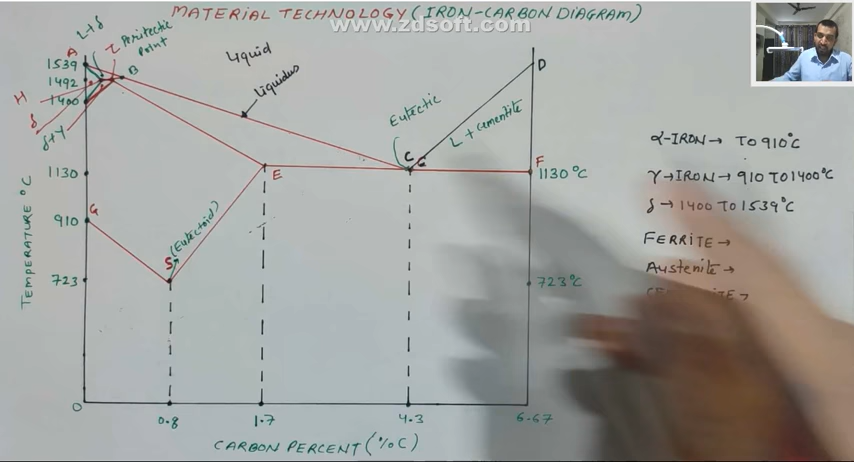 MATERIAL TECHNOLOGY (IRON-CARBON DIAGRAM)
www.zdsoft.com
L+δ
Peritectic
Point
A
B
H
δ
δ+γ
1539
1492
1400
1130
910
723
0
TEMPERATURE °C
Liquid
Liquidus
Eutectic
L + cementite
D
C
E
F
G
S
(Eutectoid)
1130°C
723°C
0.8
1.7
4.3
6.67
CARBON PERCENT (%C)
α-IRON → TO 910°C
γ→IRON → 910 TO 1400°C
δ → 1400 TO 1539°C
FERRITE →
Austenite →